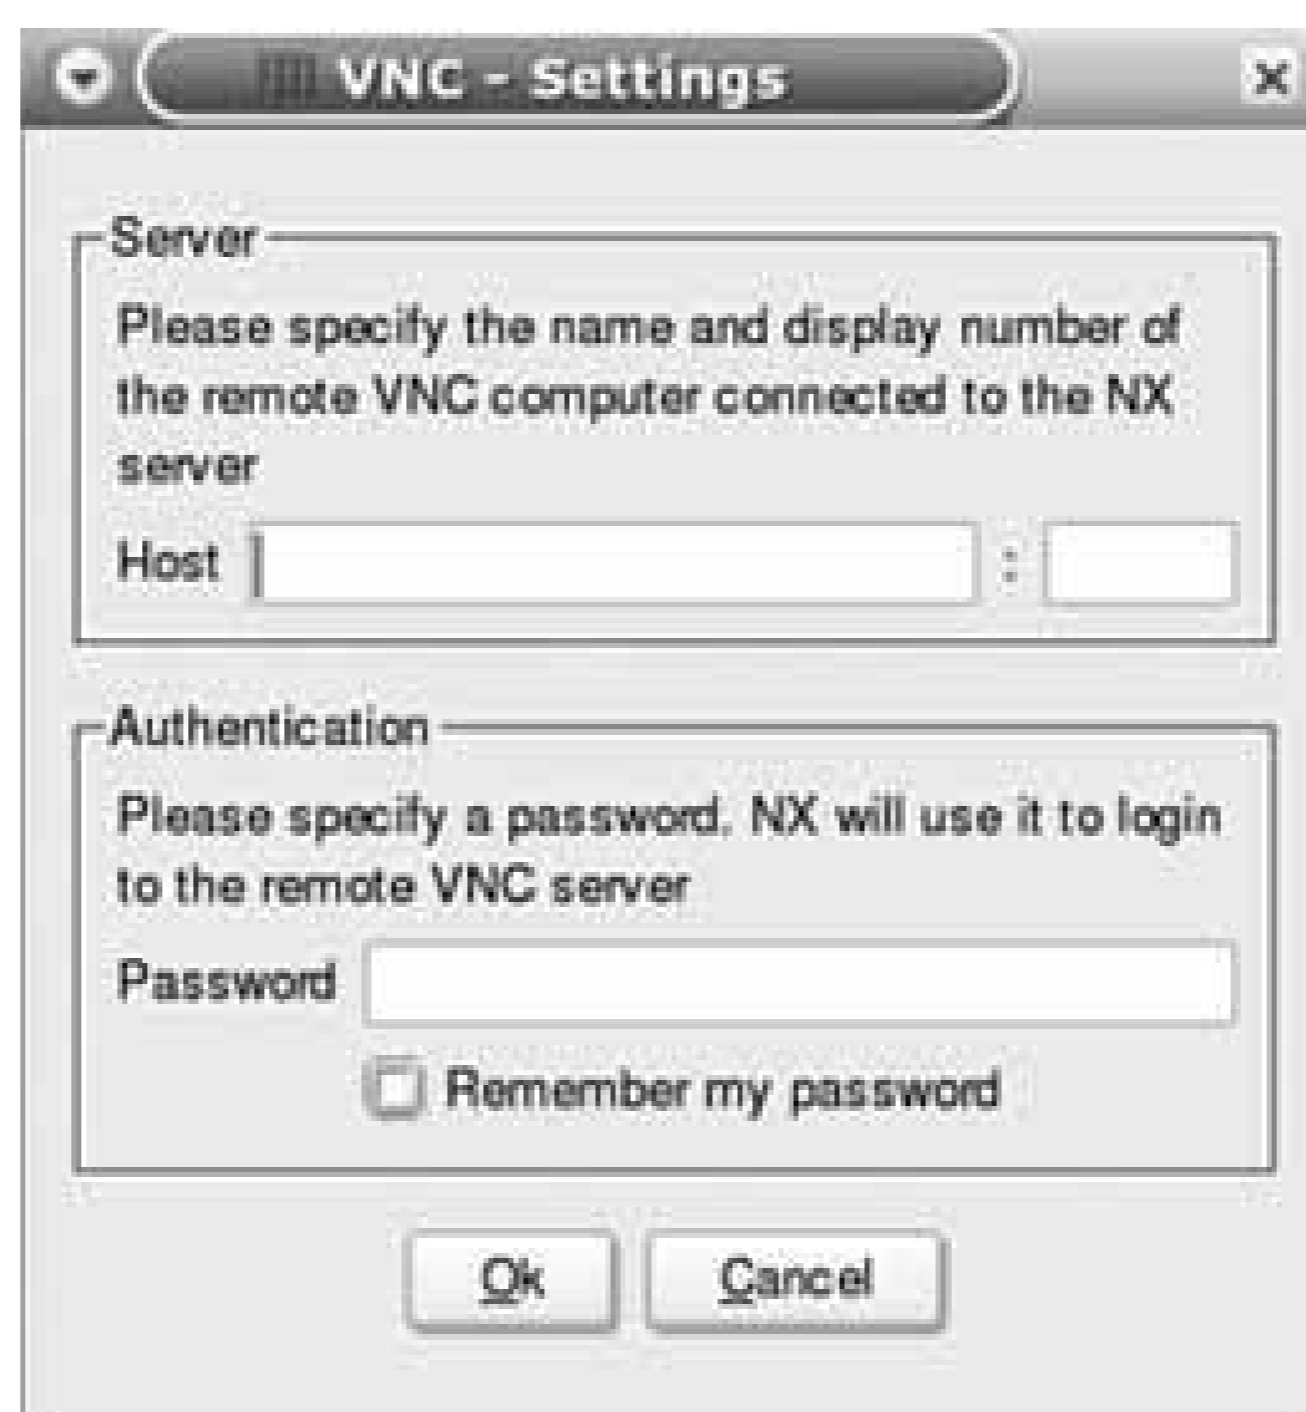 VNC - Settings
Server
Please specify the name and display number of
the remote VNC computer connected to the NX
server
Host :
Authentication
Please specify a password. NX will use it to login
to the remote VNC server
Password
Remember my password
Ok Cancel